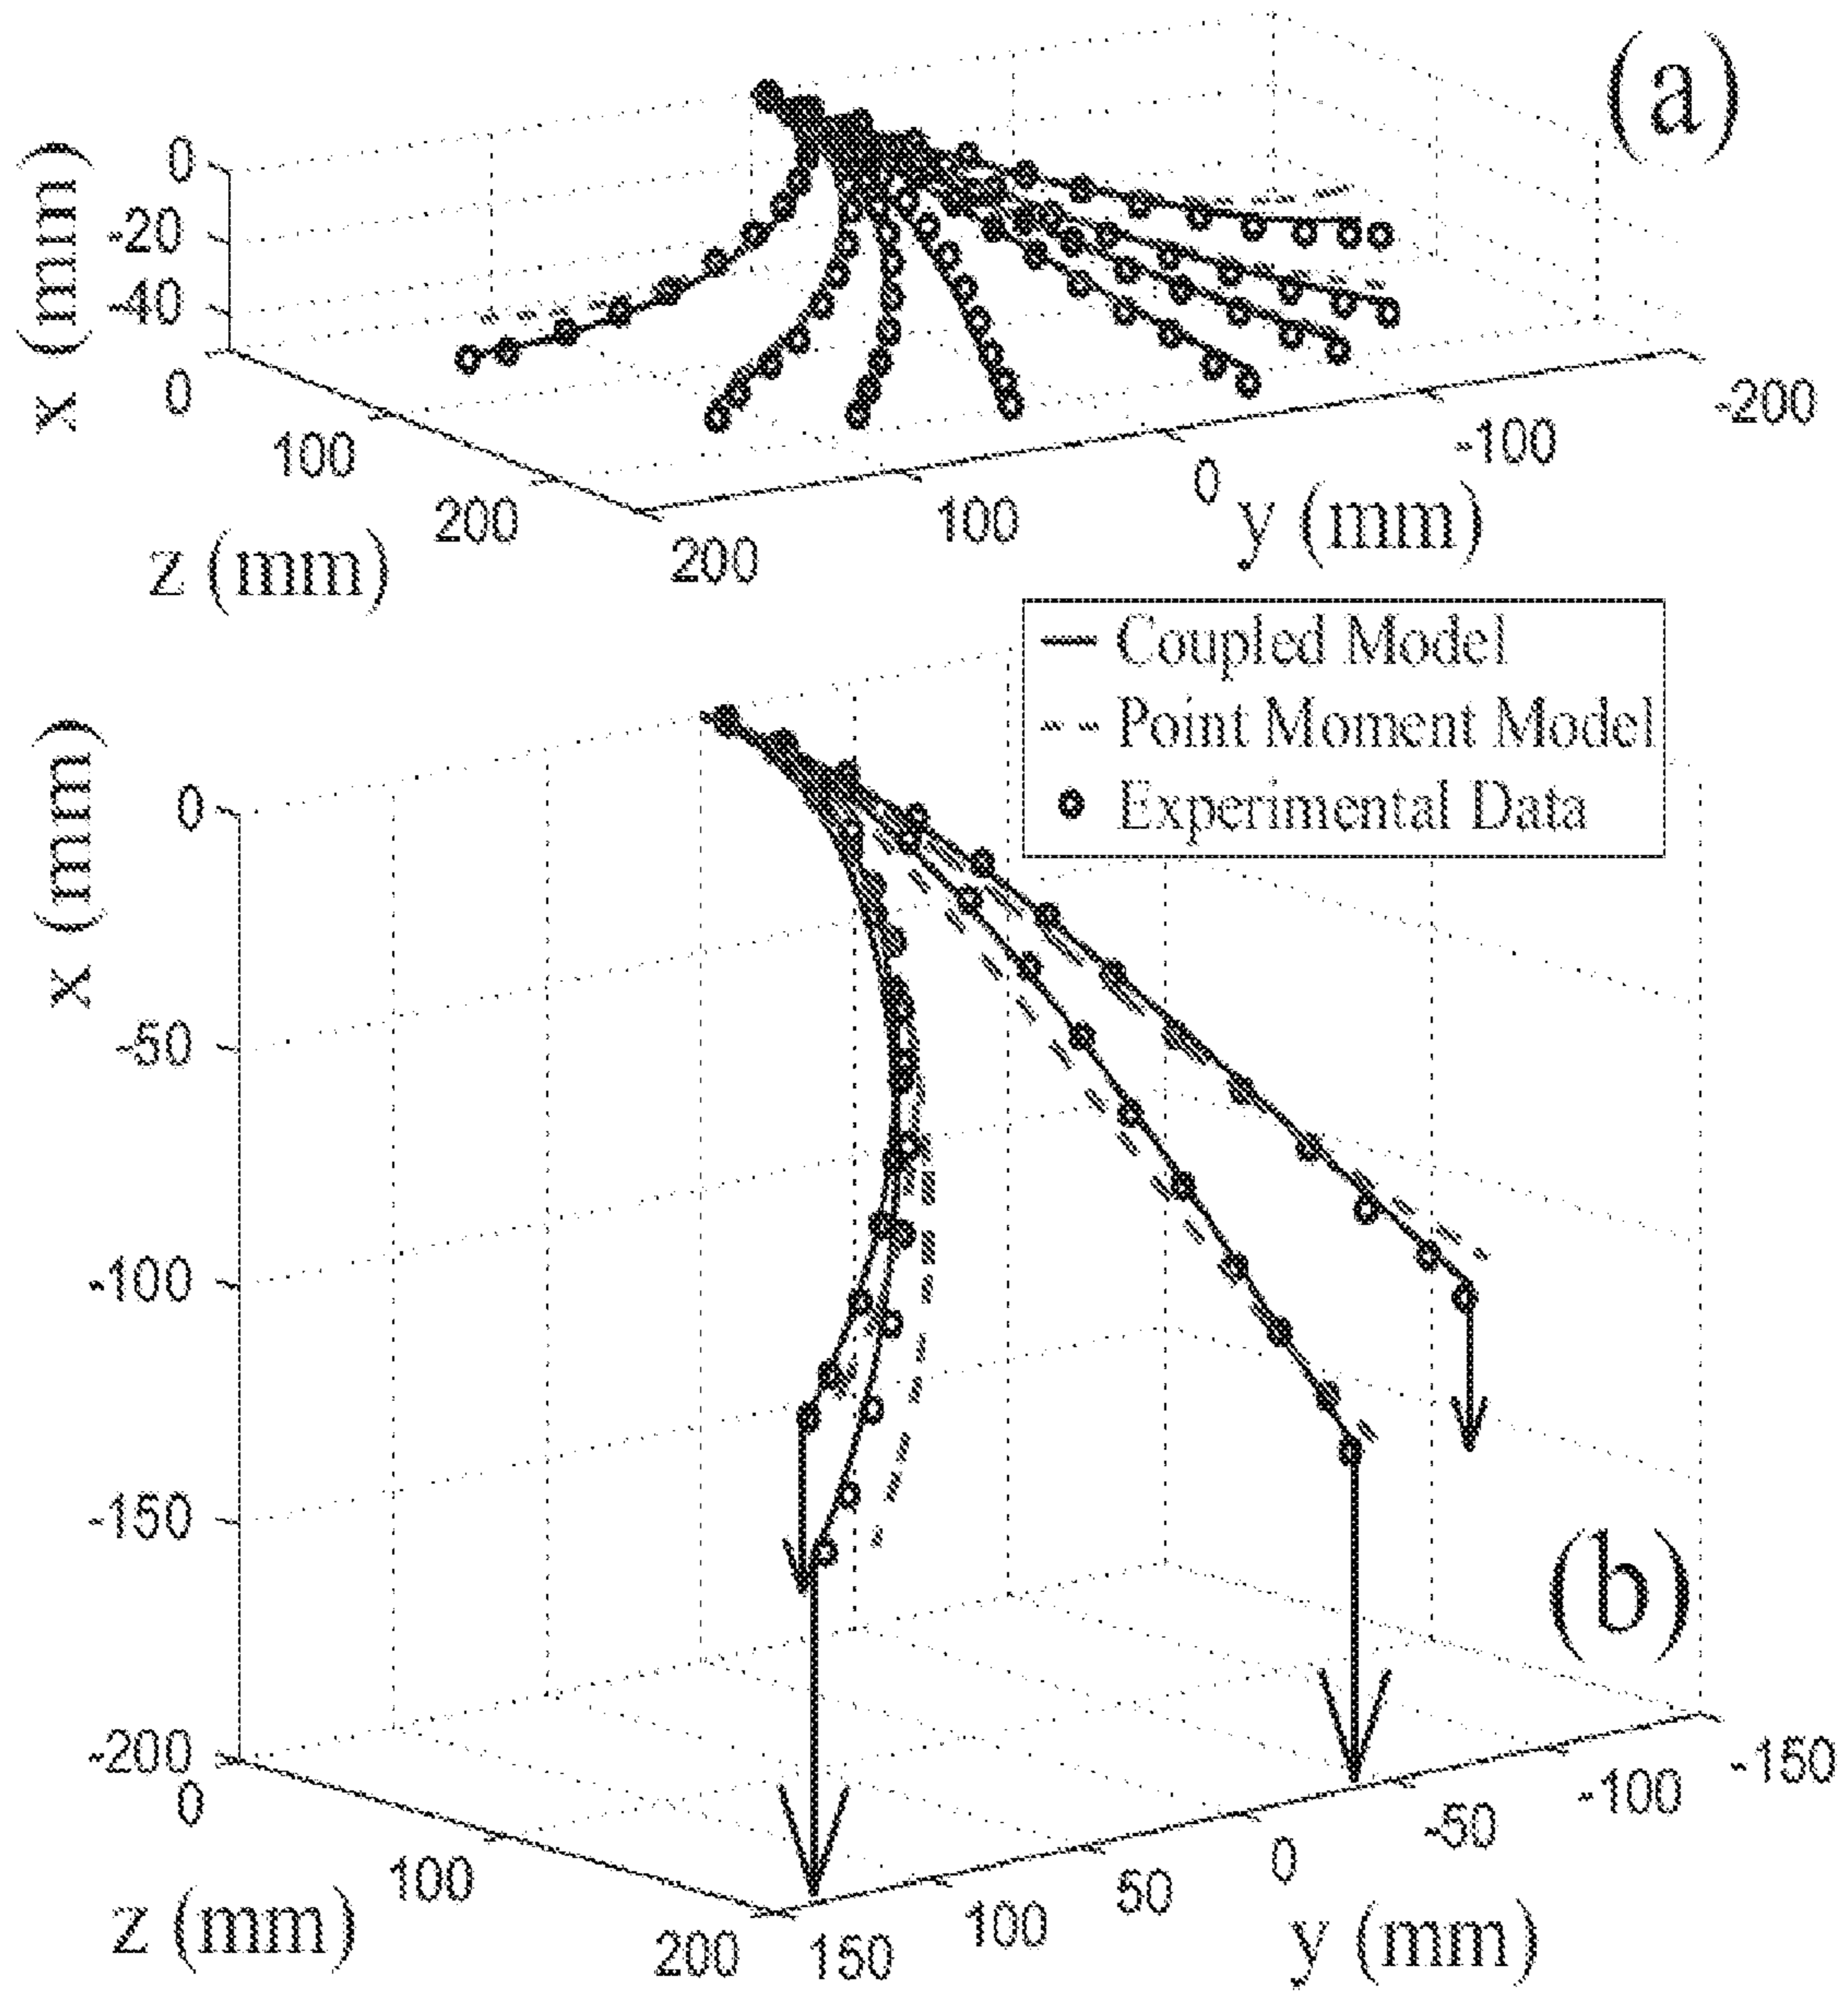 (a)
x (mm)
0
-20
-40
0
100
200
z (mm)
200
100
0
-100
-200
y (mm)
Coupled Model
Point Moment Model
Experimental Data
x (mm)
0
-50
-100
-150
-200
(b)
0
100
200
z (mm)
150
100
50
0
-50
-100
-150
y (mm)